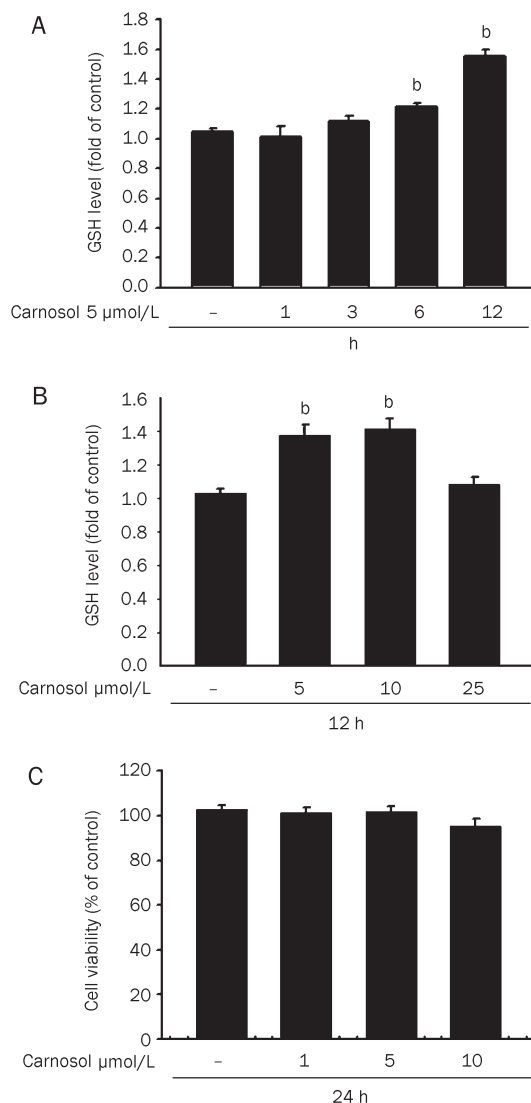 A
GSH level (fold of control)
1.8
1.6
1.4
1.2
1.0
0.8
0.6
0.4
0.2
0.0
b
b
Carnosol 5 μmol/L – 1 3 6 12
h
B
GSH level (fold of control)
1.6
1.4
1.2
1.0
0.8
0.6
0.4
0.2
0.0
b b
Carnosol μmol/L – 5 10 25
12 h
C
Cell viability (% of control)
120
100
80
60
40
20
0
Carnosol μmol/L – 1 5 10
24 h